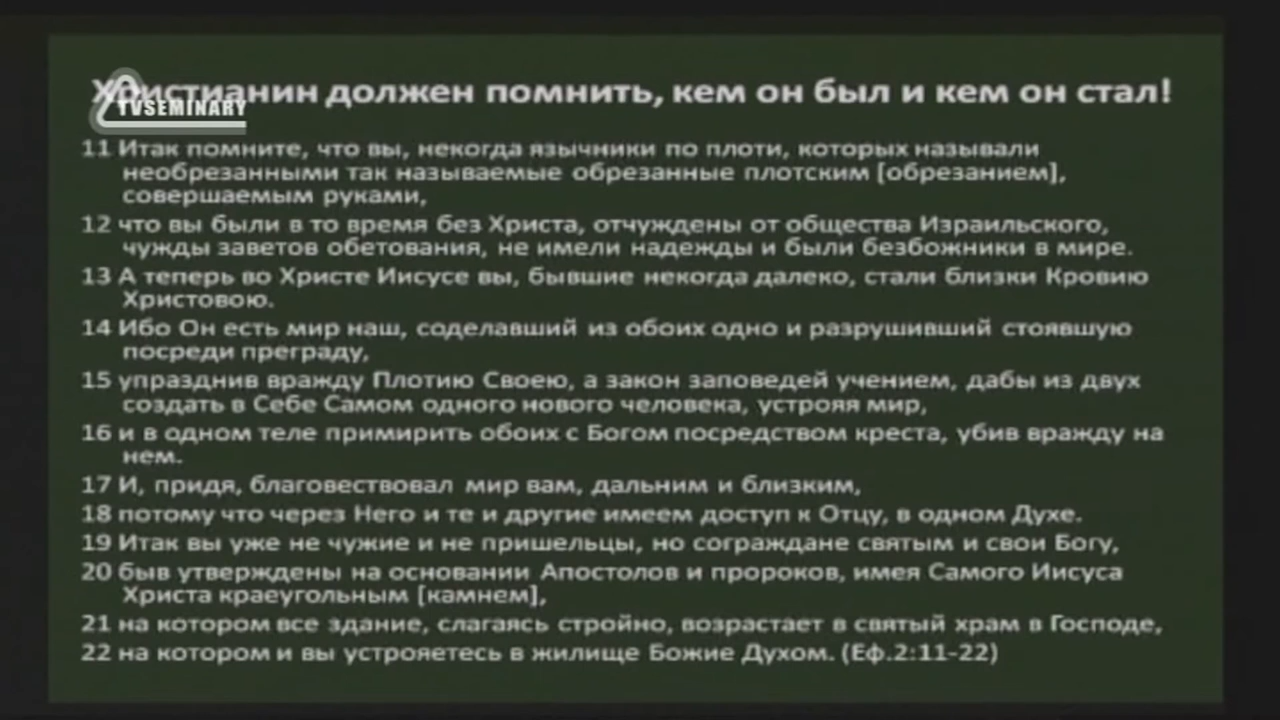 Христианин должен помнить, кем он был и кем он стал!
TVSEMINARY
11 Итак помните, что вы, некогда язычники по плоти, которых называли
необрезанными так называемые обрезанные плотским [обрезанием],
совершаемым руками,
12 что вы были в то время без Христа, отчуждены от общества Израильского,
чужды заветов обетования, не имели надежды и были безбожники в мире.
13 А теперь во Христе Иисусе вы, бывшие некогда далеко, стали близки Кровию
Христовою.
14 Ибо Он есть мир наш, соделавший из обоих одно и разрушивший стоявшую
посреди преграду,
15 упразднив вражду Плотию Своею, а закон заповедей учением, дабы из двух
создать в Себе Самом одного нового человека, устрояя мир,
16 и в одном теле примирить обоих с Богом посредством креста, убив вражду на
нем.
17 И, придя, благовествовал мир вам, дальним и близким,
18 потому что через Него и те и другие имеем доступ к Отцу, в одном Духе.
19 Итак вы уже не чужие и не пришельцы, но сограждане святым и свои Богу,
20 быв утверждены на основании Апостолов и пророков, имея Самого Иисуса
Христа краеугольным [камнем],
21 на котором все здание, слагаясь стройно, возрастает в святый храм в Господе,
22 на котором и вы устрояетесь в жилище Божие Духом. (Еф.2:11-22)